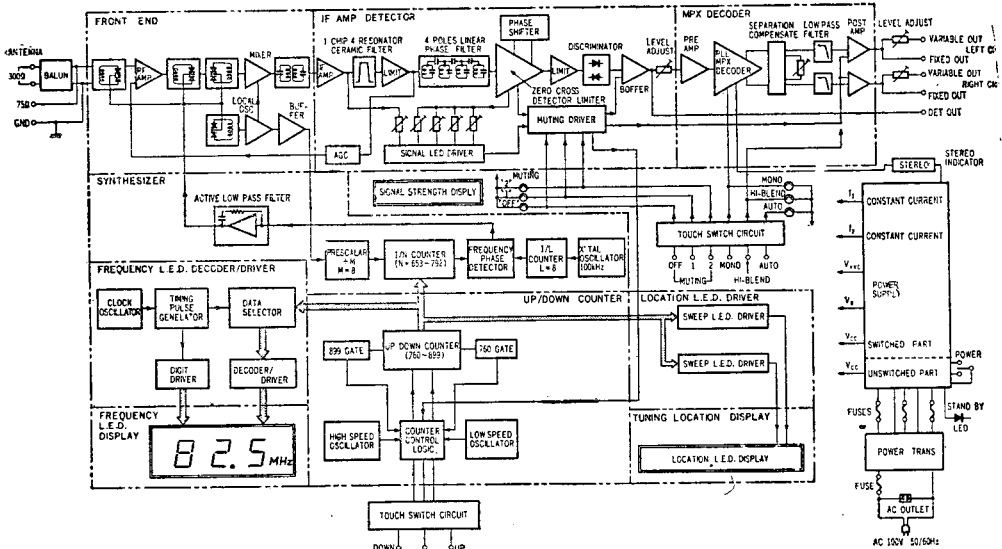 FRONT END
IF AMP DETECTOR
MPX DECODER
ANTENNA
300Ω
75Ω
GND
BALUN
RF AMP
MIXER
LOCAL OSC
BUFFER
1 CHIP 4 RESONATOR CERAMIC FILTER
IF AMP
LIMIT
4 POLES LINEAR PHASE FILTER
PHASE SHIFTER
ZERO CROSS DETECTOR LIMITER
LIMIT
DISCRIMINATOR
BUFFER
LEVEL ADJUST
PRE AMP
PLL MPX DECODER
SEPARATION COMPENSATE
LOW PASS FILTER
POST AMP
LEVEL ADJUST
VARIABLE OUT
LEFT CH
FIXED OUT
VARIABLE OUT
RIGHT CH
FIXED OUT
DET OUT
AGC
SIGNAL LED DRIVER
MUTING DRIVER
STEREO
STEREO INDICATOR
SYNTHESIZER
SIGNAL STRENGTH DISPLAY
MUTING
"2"
"1"
"OFF"
MONO
HI-BLEND
AUTO
TOUCH SWITCH CIRCUIT
OFF 1 2 MONO AUTO
MUTING
HI-BLEND
ACTIVE LOW PASS FILTER
PRESCALAR ÷M M=8
1/N COUNTER (N=653-792)
FREQUENCY PHASE DETECTOR
1/L COUNTER L=8
X'TAL OSCILLATOR 100kHz
FREQUENCY L.E.D. DECODER/DRIVER
CLOCK OSCILLATOR
TIMING PULSE GENELATOR
DATA SELECTOR
DIGIT DRIVER
DECODER/ DRIVER
FREQUENCY L.E.D. DISPLAY
82.5 MHz
UP/DOWN COUNTER
899 GATE
UP DOWN COUNTER (760-899)
760 GATE
HIGH SPEED OSCILLATOR
COUNTER CONTROL LOGIC
LOW SPEED OSCILLATOR
TOUCH SWITCH CIRCUIT
DOWN
UP
LOCATION L.E.D. DRIVER
SWEEP L.E.D. DRIVER
SWEEP L.E.D. DRIVER
TUNING LOCATION DISPLAY
LOCATION L.E.D. DISPLAY
I₁
CONSTANT CURRENT
I₂
CONSTANT CURRENT
POWER SUPPLY
SWITCHED PART
Vcc
UNSWITCHED PART
Vcc
POWER
STAND BY LED
FUSES
POWER TRANS
FUSE
AC OUTLET
AC 100V 50/60Hz